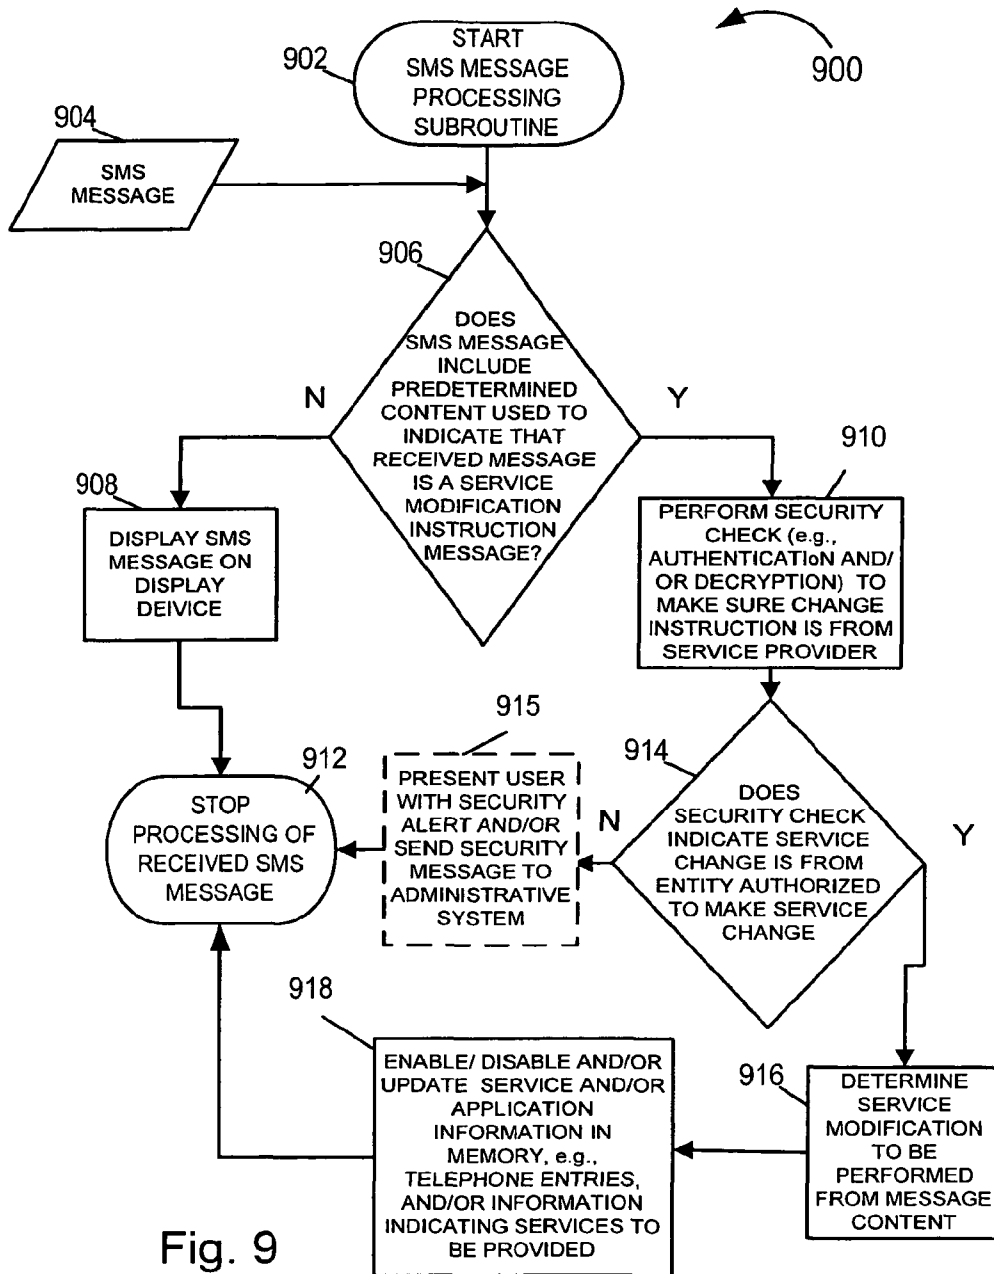 900
902
START
SMS MESSAGE
PROCESSING
SUBROUTINE
904
SMS
MESSAGE
906
DOES
SMS MESSAGE
INCLUDE
PREDETERMINED
CONTENT USED TO
INDICATE THAT
RECEIVED MESSAGE
IS A SERVICE
MODIFICATION
INSTRUCTION
MESSAGE?
N
Y
908
DISPLAY SMS
MESSAGE ON
DISPLAY
DEIVICE
910
PERFORM SECURITY
CHECK (e.g.,
AUTHENTICATION AND/
OR DECRYPTION) TO
MAKE SURE CHANGE
INSTRUCTION IS FROM
SERVICE PROVIDER
912
STOP
PROCESSING OF
RECEIVED SMS
MESSAGE
915
PRESENT USER
WITH SECURITY
ALERT AND/OR
SEND SECURITY
MESSAGE TO
ADMINISTRATIVE
SYSTEM
914
DOES
SECURITY CHECK
INDICATE SERVICE
CHANGE IS FROM
ENTITY AUTHORIZED
TO MAKE SERVICE
CHANGE
N
Y
918
ENABLE/ DISABLE AND/OR
UPDATE SERVICE AND/OR
APPLICATION
INFORMATION IN
MEMORY, e.g.,
TELEPHONE ENTRIES,
AND/OR INFORMATION
INDICATING SERVICES TO
BE PROVIDED
916
DETERMINE
SERVICE
MODIFICATION
TO BE
PERFORMED
FROM MESSAGE
CONTENT
Fig. 9